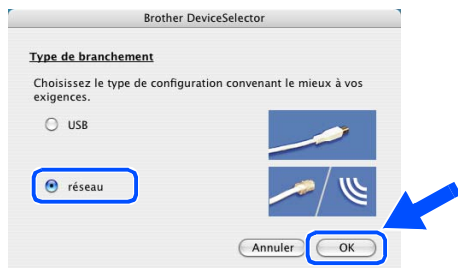 Brother DeviceSelector
Type de branchement
Choisissez le type de configuration convenant le mieux à vos
exigences.
USB
réseau
Annuler
OK